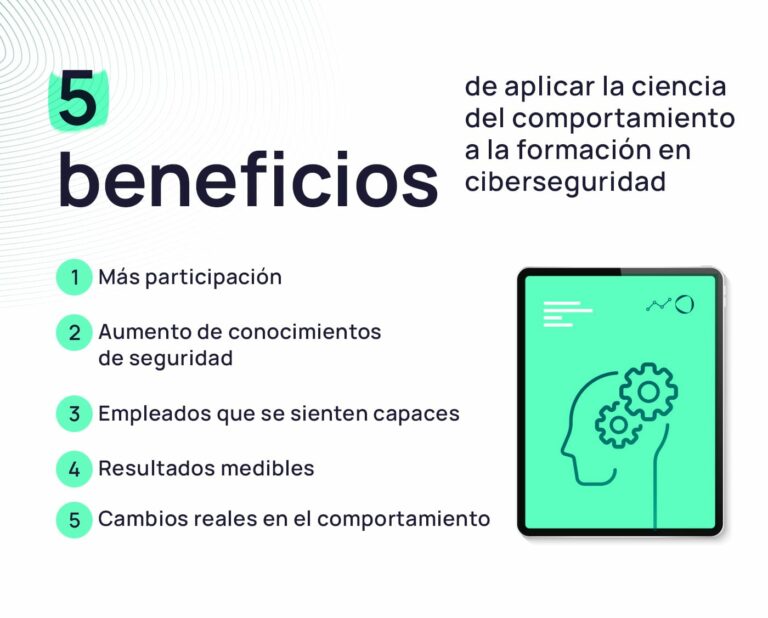 5
beneficios
de aplicar la ciencia
del comportamiento
a la formación en
ciberseguridad
1 Más participación
2 Aumento de conocimientos
de seguridad
3 Empleados que se sienten capaces
4 Resultados medibles
5 Cambios reales en el comportamiento